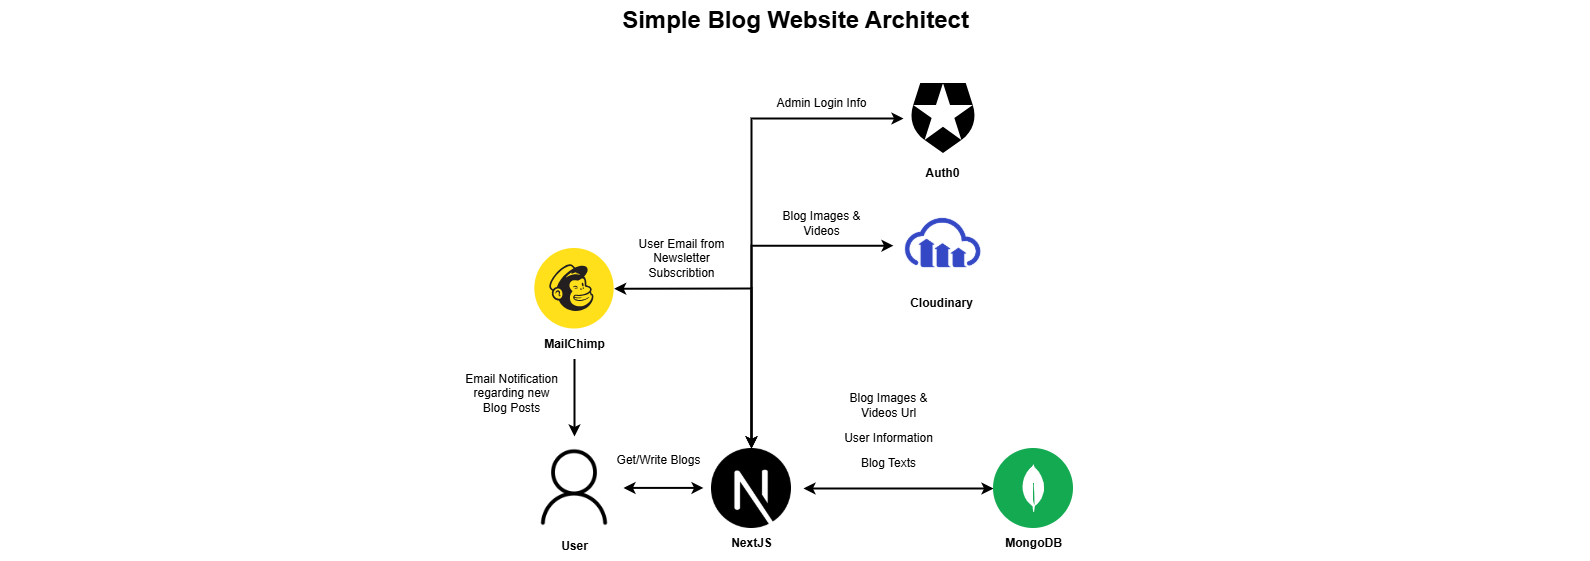 Simple Blog Website Architect
Admin Login Info
Auth0
Blog Images &
Videos
Cloudinary
User Email from
Newsletter
Subscribtion
MailChimp
Email Notification
regarding new
Blog Posts
Blog Images &
Videos Url
User Information
Blog Texts
Get/Write Blogs
User
NextJS
MongoDB